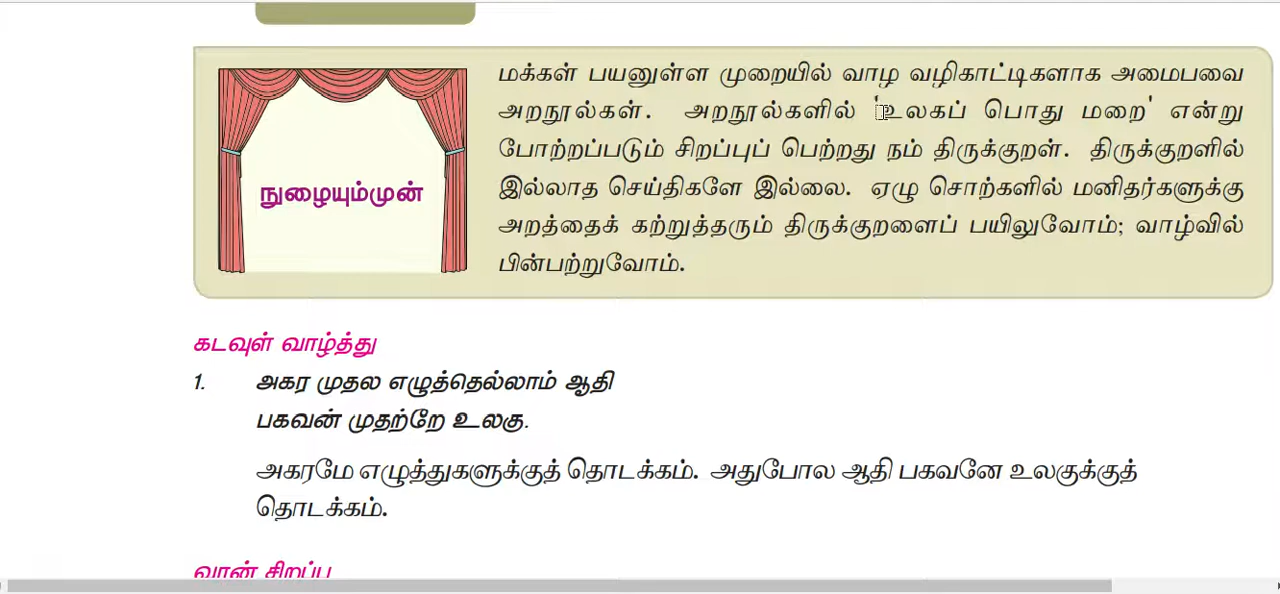 நுழையும்முன்
மக்கள் பயனுள்ள முறையில் வாழ வழிகாட்டிகளாக அமைபவை
அறநூல்கள். அறநூல்களில் 'உலகப் பொது மறை' என்று
போற்றப்படும் சிறப்புப் பெற்றது நம் திருக்குறள். திருக்குறளில்
இல்லாத செய்திகளே இல்லை. ஏழு சொற்களில் மனிதர்களுக்கு
அறத்தைக் கற்றுத்தரும் திருக்குறளைப் பயிலுவோம்; வாழ்வில்
பின்பற்றுவோம்.
கடவுள் வாழ்த்து
1. அகர முதல எழுத்தெல்லாம் ஆதி
பகவன் முதற்றே உலகு.
அகரமே எழுத்துகளுக்குத் தொடக்கம். அதுபோல ஆதி பகவனே உலகுக்குத்
தொடக்கம்.
வான் சிறப்பு